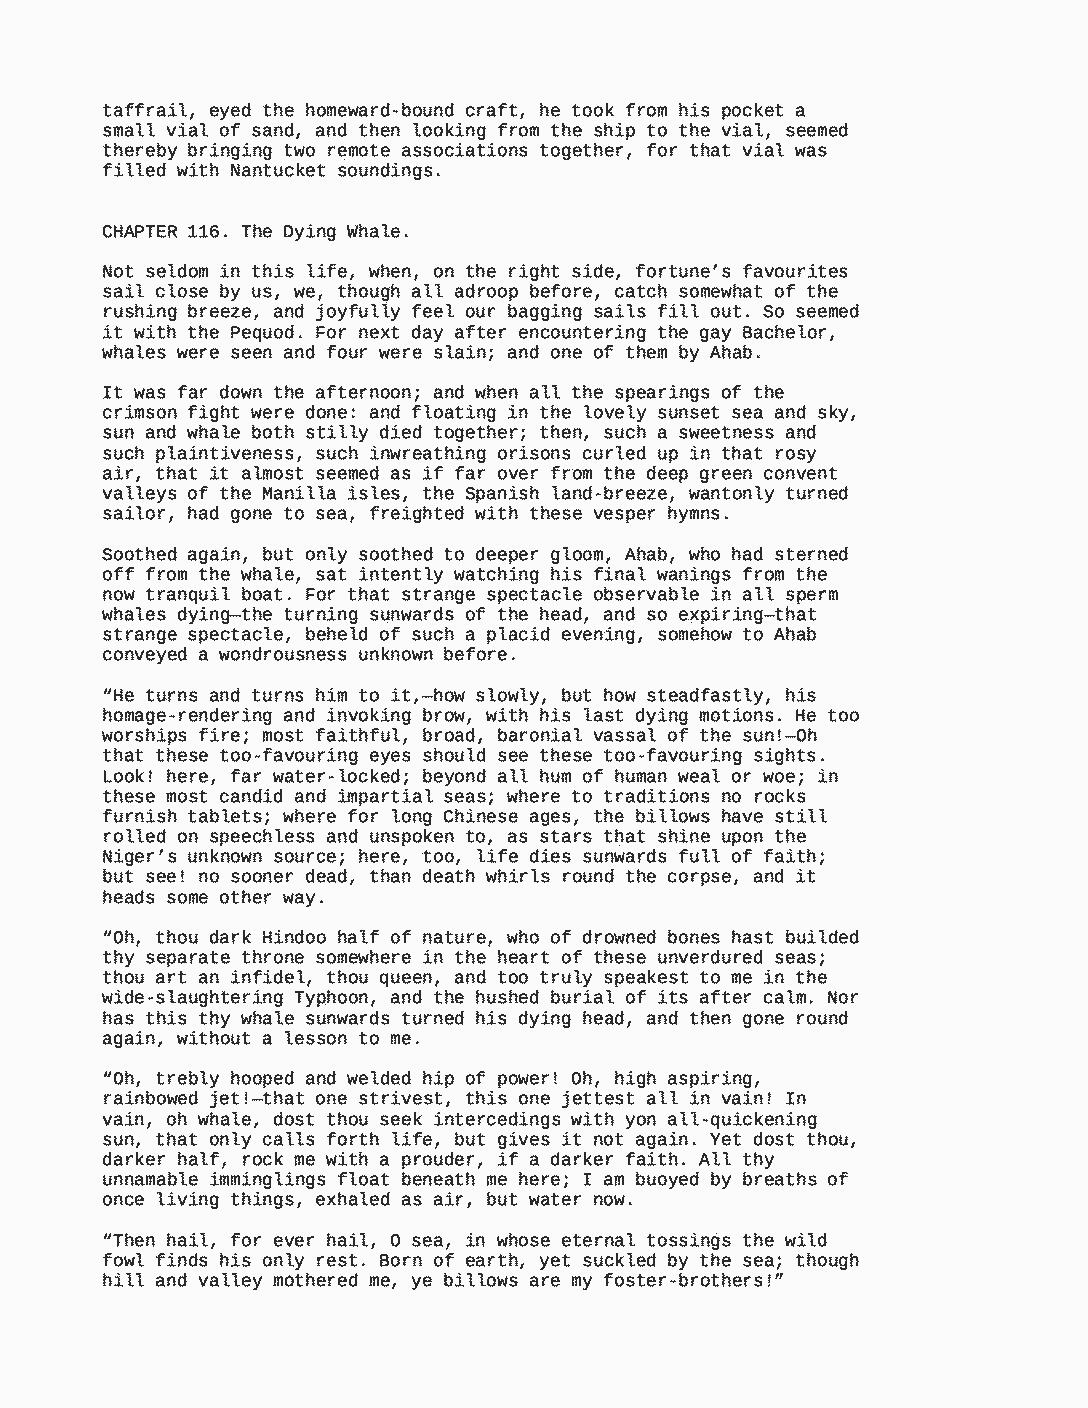 taffrail, eyed the homeward-bound craft, he took from his pocket a
small vial of sand, and then looking from the ship to the vial, seemed
thereby bringing two remote associations together, for that vial was
filled with Nantucket soundings.
CHAPTER 116. The Dying Whale.
Not seldom in this life, when, on the right side, fortune’s favourites
sail close by us, we, though all adroop before, catch somewhat of the
rushing breeze, and joyfully feel our bagging sails fill out. So seemed
it with the Pequod. For next day after encountering the gay Bachelor,
whales were seen and four were slain; and one of them by Ahab.
It was far down the afternoon; and when all the spearings of the
crimson fight were done: and floating in the lovely sunset sea and sky,
sun and whale both stilly died together; then, such a sweetness and
such plaintiveness, such inwreathing orisons curled up in that rosy
air, that it almost seemed as if far over from the deep green convent
valleys of the Manilla isles, the Spanish land-breeze, wantonly turned
sailor, had gone to sea, freighted with these vesper hymns.
Soothed again, but only soothed to deeper gloom, Ahab, who had sterned
off from the whale, sat intently watching his final wanings from the
now tranquil boat. For that strange spectacle observable in all sperm
whales dying—the turning sunwards of the head, and so expiring—that
strange spectacle, beheld of such a placid evening, somehow to Ahab
conveyed a wondrousness unknown before.
“He turns and turns him to it,—how slowly, but how steadfastly, his
homage-rendering and invoking brow, with his last dying motions. He too
worships fire; most faithful, broad, baronial vassal of the sun!—Oh
that these too-favouring eyes should see these too-favouring sights.
Look! here, far water-locked; beyond all hum of human weal or woe; in
these most candid and impartial seas; where to traditions no rocks
furnish tablets; where for long Chinese ages, the billows have still
rolled on speechless and unspoken to, as stars that shine upon the
Niger’s unknown source; here, too, life dies sunwards full of faith;
but see! no sooner dead, than death whirls round the corpse, and it
heads some other way.
“Oh, thou dark Hindoo half of nature, who of drowned bones hast builded
thy separate throne somewhere in the heart of these unverdured seas;
thou art an infidel, thou queen, and too truly speakest to me in the
wide-slaughtering Typhoon, and the hushed burial of its after calm. Nor
has this thy whale sunwards turned his dying head, and then gone round
again, without a lesson to me.
“Oh, trebly hooped and welded hip of power! Oh, high aspiring,
rainbowed jet!—that one strivest, this one jettest all in vain! In
vain, oh whale, dost thou seek intercedings with yon all-quickening
sun, that only calls forth life, but gives it not again. Yet dost thou,
darker half, rock me with a prouder, if a darker faith. All thy
unnamable imminglings float beneath me here; I am buoyed by breaths of
once living things, exhaled as air, but water now.
“Then hail, for ever hail, O sea, in whose eternal tossings the wild
fowl finds his only rest. Born of earth, yet suckled by the sea; though
hill and valley mothered me, ye billows are my foster-brothers!”